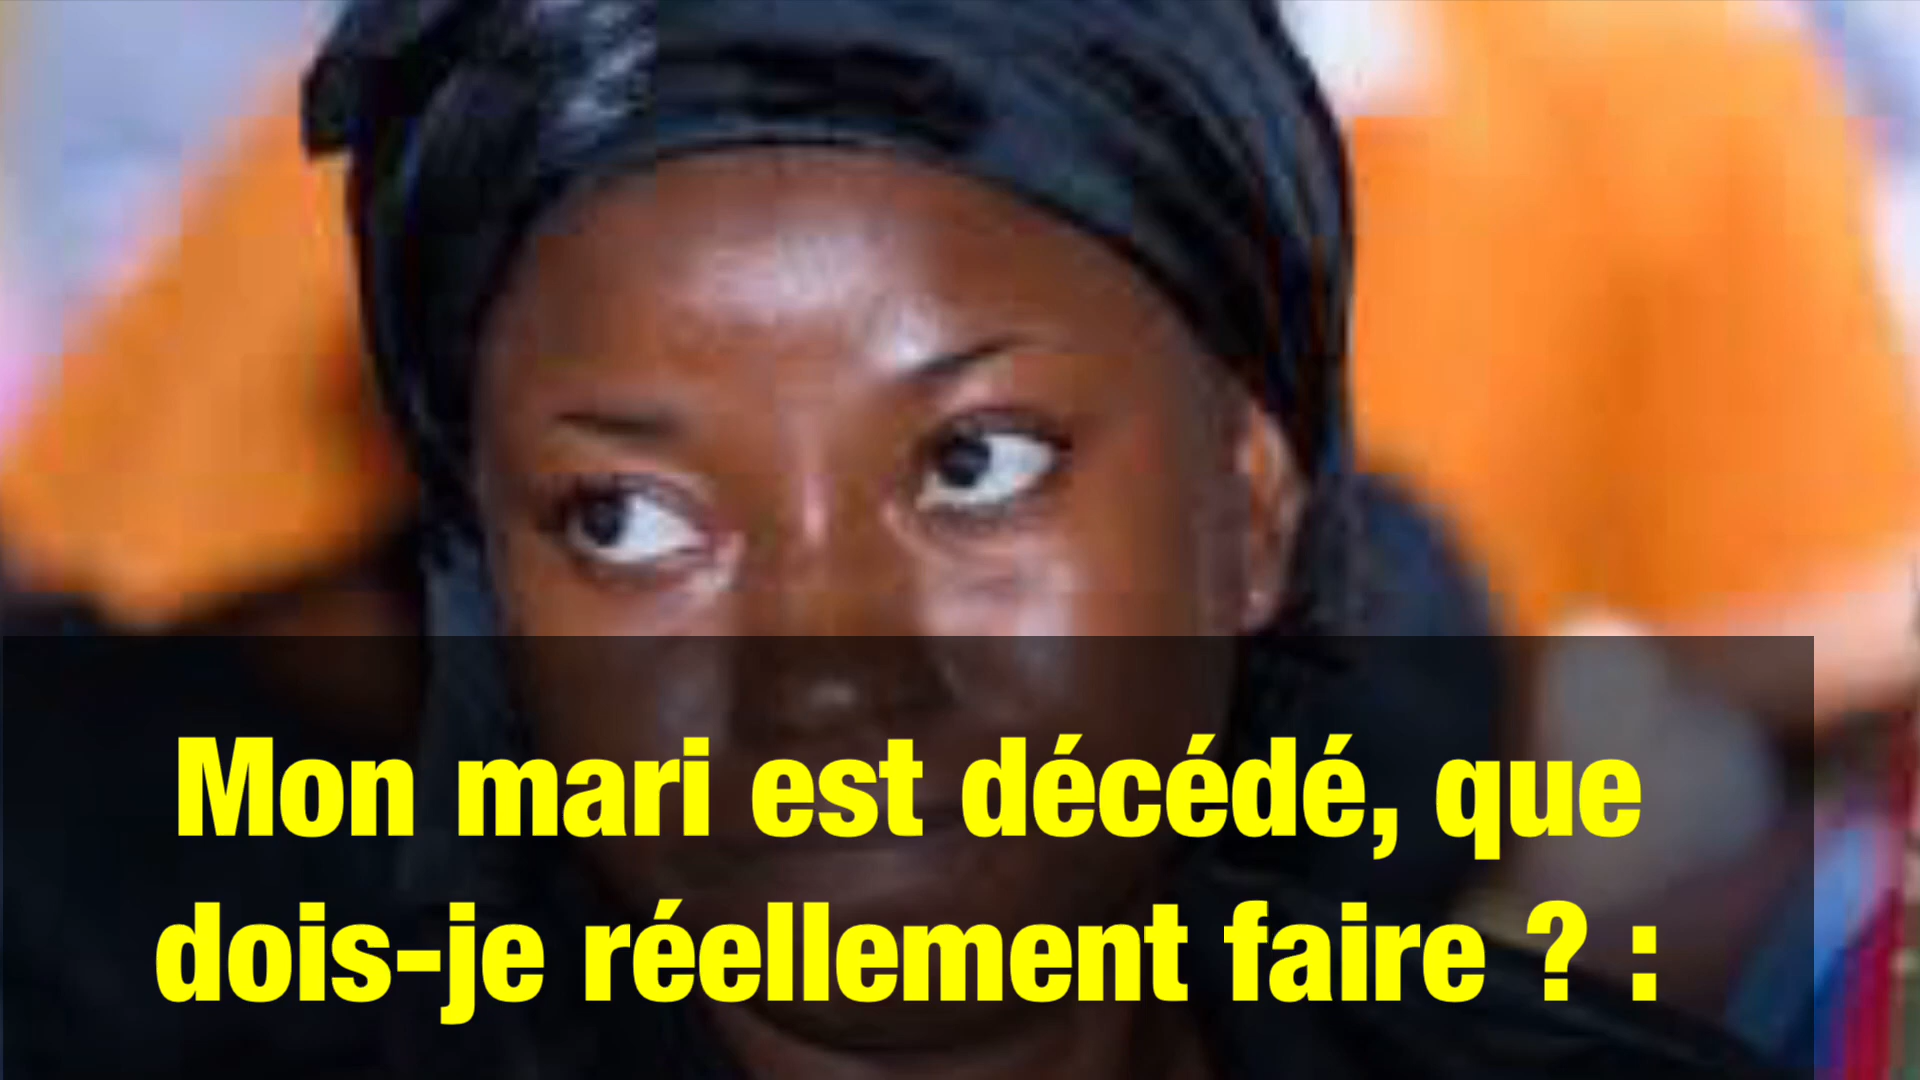 Mon mari est décédé, que
dois-je réellement faire ? :